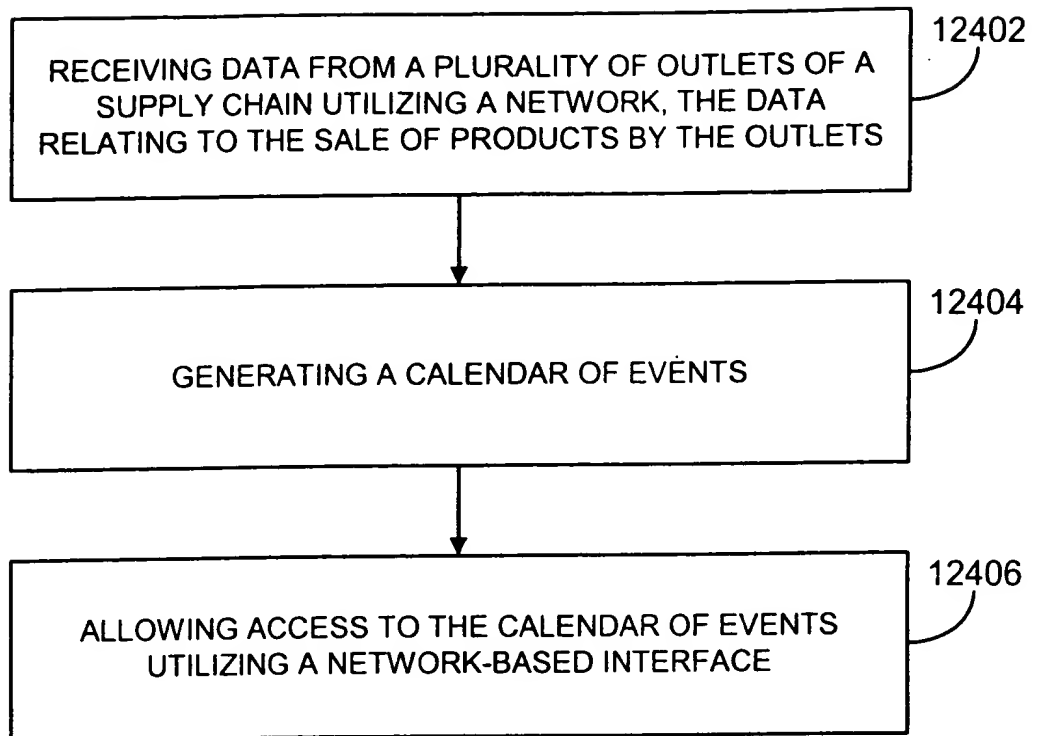 12402
RECEIVING DATA FROM A PLURALITY OF OUTLETS OF A
SUPPLY CHAIN UTILIZING A NETWORK, THE DATA
RELATING TO THE SALE OF PRODUCTS BY THE OUTLETS
12404
GENERATING A CALENDAR OF EVENTS
12406
ALLOWING ACCESS TO THE CALENDAR OF EVENTS
UTILIZING A NETWORK-BASED INTERFACE